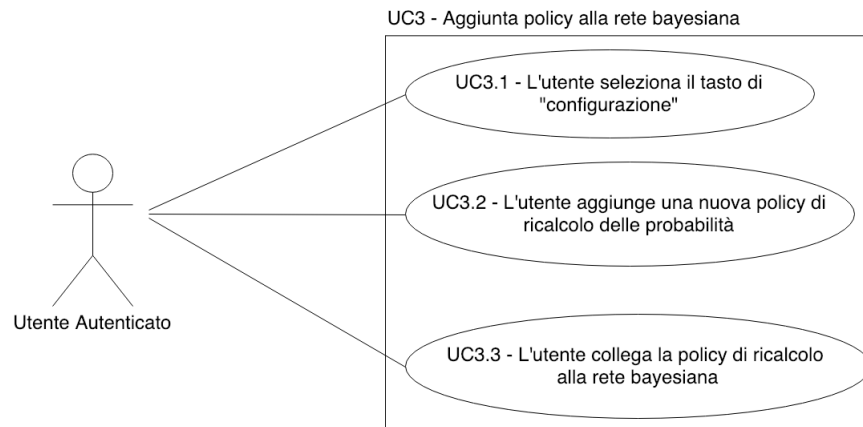 UC3 - Aggiunta policy alla rete bayesiana
UC3.1 - L'utente seleziona il tasto di
"configurazione"
UC3.2 - L'utente aggiunge una nuova policy di
ricalcolo delle probabilità
Utente Autenticato
UC3.3 - L'utente collega la policy di ricalcolo
alla rete bayesiana